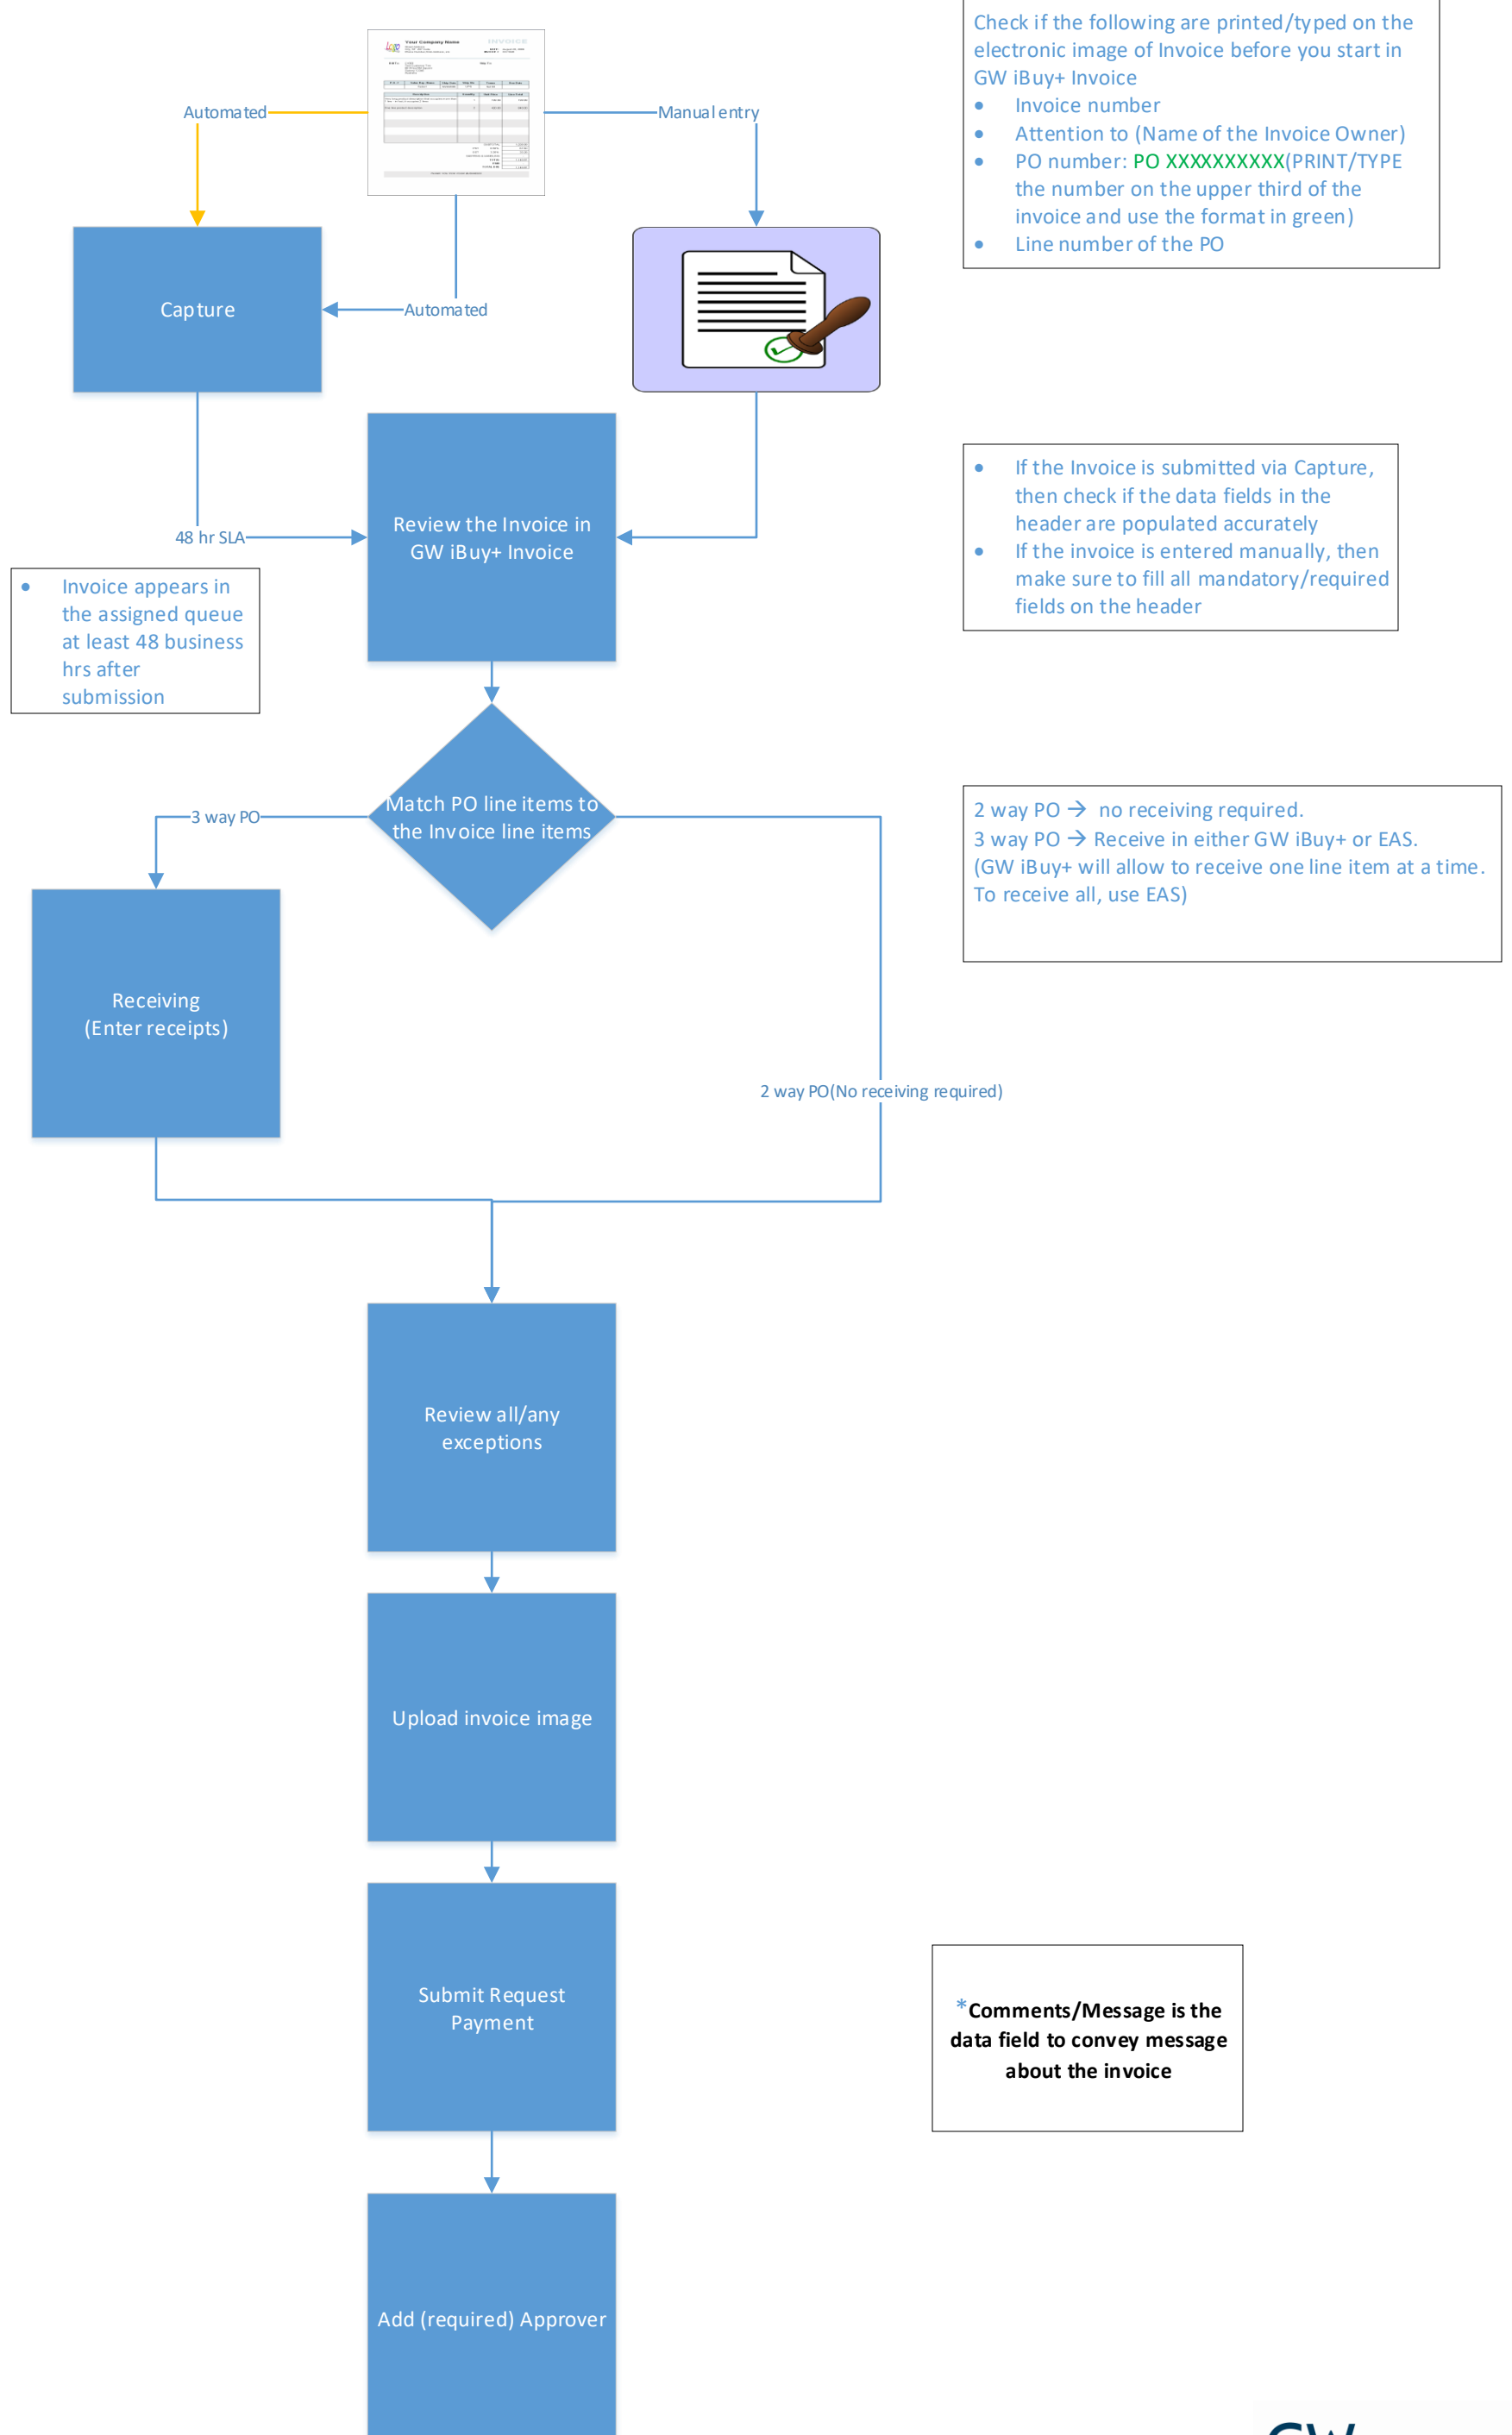 Check if the following are printed/typed on the
electronic image of Invoice before you start in
GW iBuy+ Invoice
• Invoice number
• Attention to (Name of the Invoice Owner)
• PO number: PO XXXXXXXXXX(PRINT/TYPE
the number on the upper third of the
invoice and use the format in green)
• Line number of the PO
Your Company Name
INVOICE
Automated
Manual entry
Capture
Automated
• If the Invoice is submitted via Capture,
then check if the data fields in the
header are populated accurately
• If the invoice is entered manually, then
make sure to fill all mandatory/required
fields on the header
Review the Invoice in
GW iBuy+ Invoice
48 hr SLA
• Invoice appears in
the assigned queue
at least 48 business
hrs after
submission
Match PO line items to
the Invoice line items
3 way PO
2 way PO → no receiving required.
3 way PO → Receive in either GW iBuy+ or EAS.
(GW iBuy+ will allow to receive one line item at a time.
To receive all, use EAS)
Receiving
(Enter receipts)
2 way PO(No receiving required)
Review all/any
exceptions
Upload invoice image
Submit Request
Payment
*Comments/Message is the
data field to convey message
about the invoice
Add (required) Approver
GW